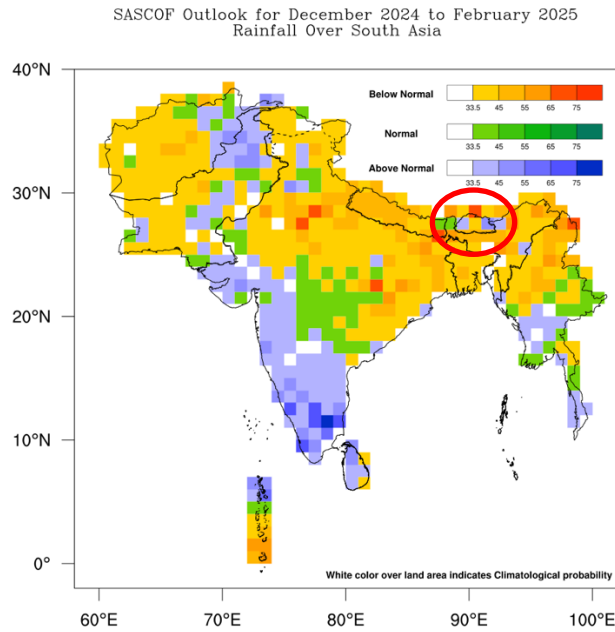 SASCOF Outlook for December 2024 to February 2025
Rainfall Over South Asia
40°N
30°N
20°N
10°N
0°
Below Normal
33.5 45 55 65 75
Normal
33.5 45 55 65 75
Above Normal
33.5 45 55 65 75
White color over land area indicates Climatological probability
60°E 70°E 80°E 90°E 100°E